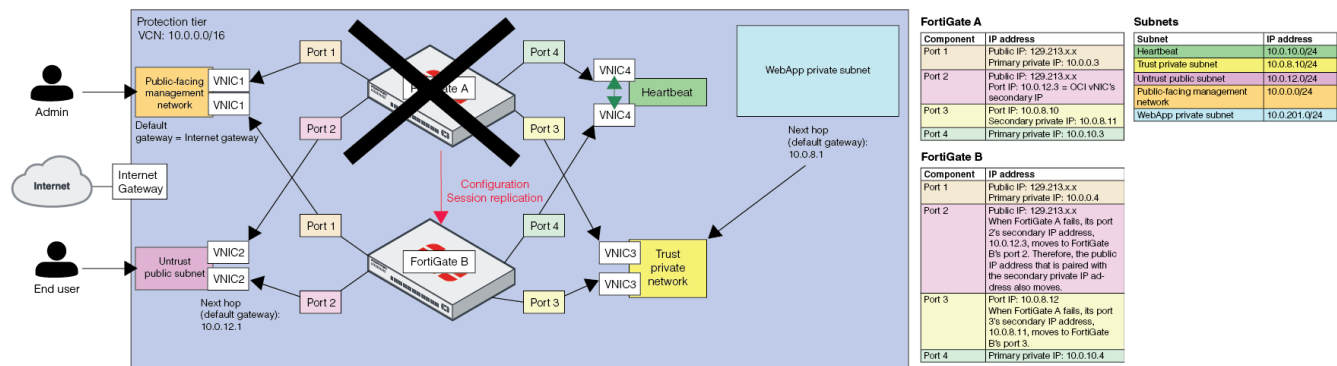 Protection tier
VCN: 10.0.0.0/16
Admin
Public-facing
management
network
VNIC1
VNIC1
Default
gateway = Internet gateway
Internet
Internet
Gateway
End user
Untrust
public subnet
VNIC2
VNIC2
Next hop
(default gateway):
10.0.12.1
Port 1
Port 2
Port 1
Port 2
A
Configuration
Session replication
FortiGate B
Port 4
Port 3
Port 4
Port 3
VNIC4
VNIC4
Heartbeat
VNIC3
VNIC3
Trust
private
network
WebApp private subnet
Next hop
(default gateway):
10.0.8.1
FortiGate A
Component IP address
Port 1 Public IP: 129.213.x.x
Primary private IP: 10.0.0.3
Port 2 Public IP: 129.213.x.x
Port IP: 10.0.12.3 = OCI vNIC's
secondary IP
Port 3 Port IP: 10.0.8.10
Secondary private IP: 10.0.8.11
Port 4 Primary private IP: 10.0.10.3
FortiGate B
Component IP address
Port 1 Public IP: 129.213.x.x
Primary private IP: 10.0.0.4
Port 2 Public IP: 129.213.x.x
When FortiGate A fails, its port
2's secondary IP address,
10.0.12.3, moves to FortiGate
B's port 2. Therefore, the public
IP address that is paired with
the secondary private IP ad-
dress also moves.
Port 3 Port IP: 10.0.8.12
When FortiGate A fails, its port
3's secondary IP address,
10.0.8.11, moves to FortiGate
B's port 3.
Port 4 Primary private IP: 10.0.10.4
Subnets
Subnet IP address
Heartbeat 10.0.10.0/24
Trust private subnet 10.0.8.10/24
Untrust public subnet 10.0.12.0/24
Public-facing management
network 10.0.0.0/24
WebApp private subnet 10.0.201.0/24